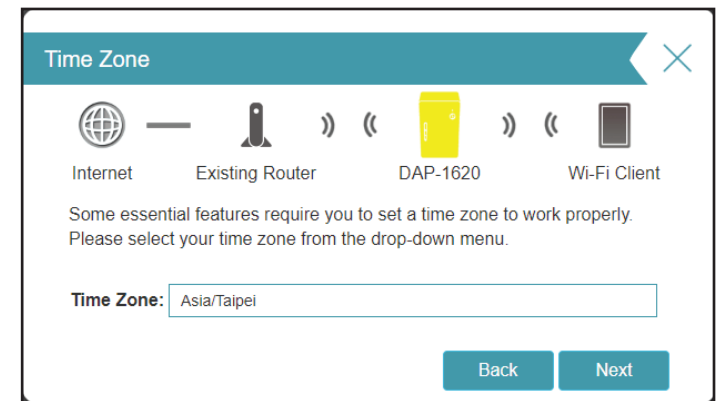 Time Zone
Internet
Existing Router
DAP-1620
Wi-Fi Client
Some essential features require you to set a time zone to work properly.
Please select your time zone from the drop-down menu.
Time Zone: Asia/Taipei
Back
Next